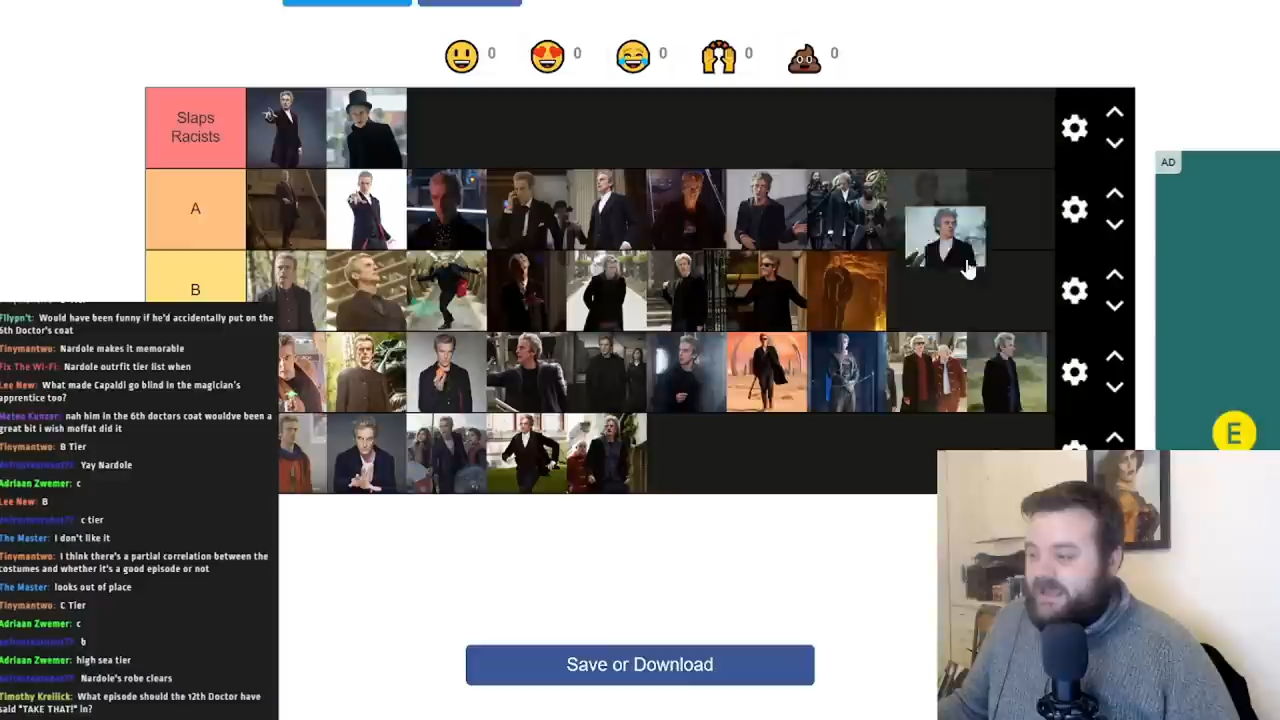 0 0 0 0 0
Slaps
Racists
A
B
AD
E
Fllypn't: Would have been funny if he'd accidentally put on the
6th Doctor's coat
Tinymantwo: Nardole makes it memorable
Fix The Wi-Fi: Nardole outrfit tier list when
Lee New: What made Capaldi go blind in the magician's
apprentice too?
Meteo Kunzer: nah him in the 6th doctors coat wouldve been a
great bit i wish moffat did it
Tinymantwo: B Tier
Yay Nardole
Adriaan Zwemer: c
Lee New: B
c tier
The Master: I don't like it
Tinymantwo: I think there's a partial correlation between the
costumes and whether it's a good episode or not
The Master: looks out of place
Tinymantwo: C Tier
Adriaan Zwemer: c
b
Adriaan Zwemer: high sea tier
Nardole's robe clears
Timothy Krelilck: What episode should the 12th Doctor have
said "TAKE THAT!" in?
Save or Download